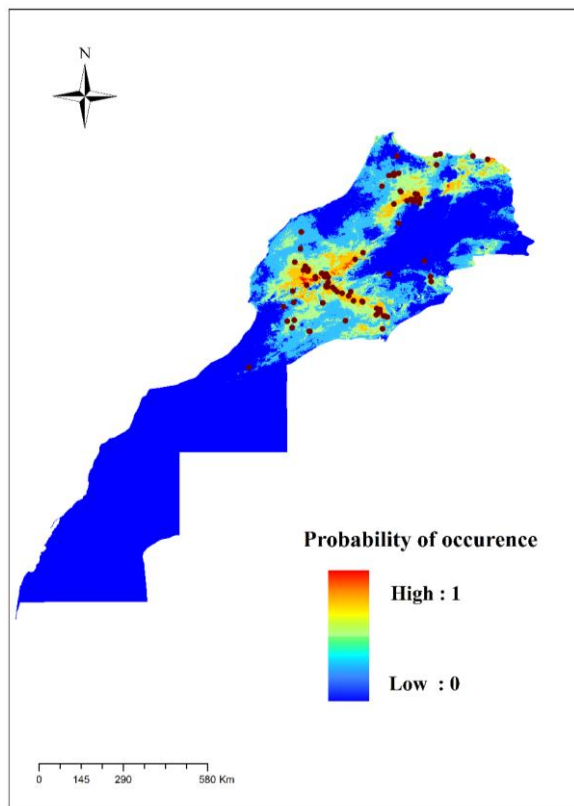 N
Probability of occurence
High : 1
Low : 0
0 145 290 580 Km